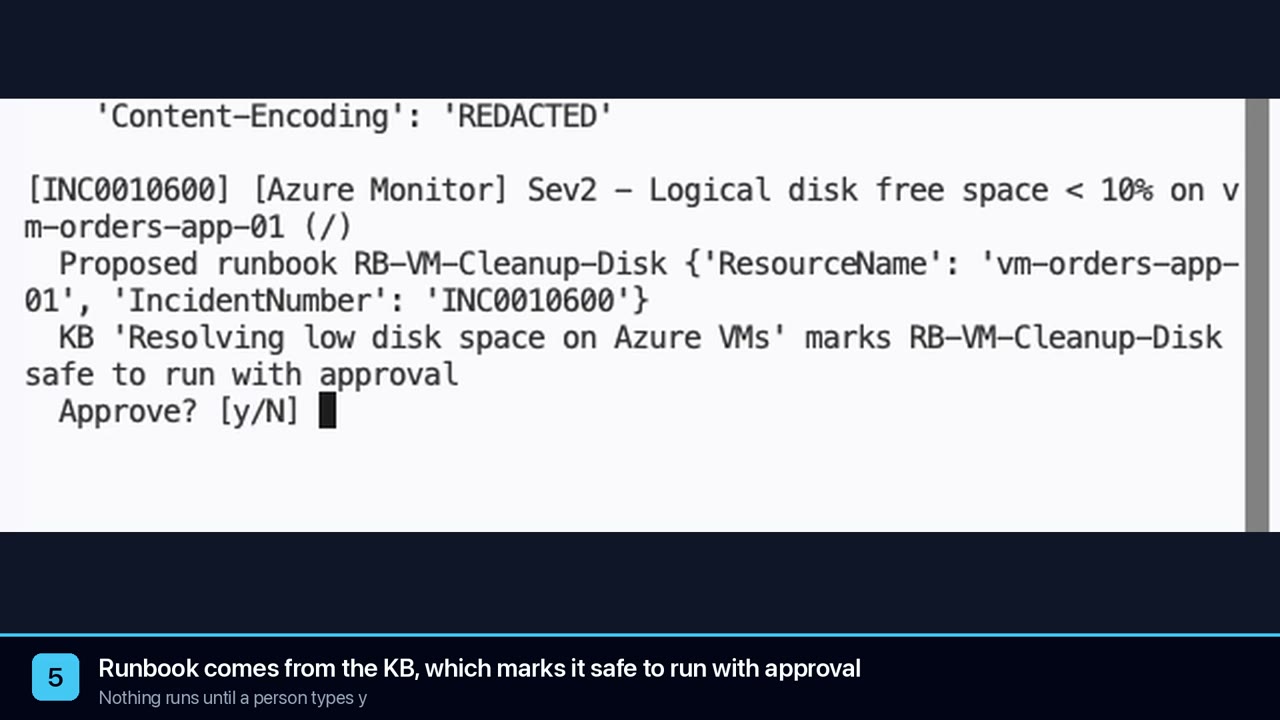 'Content-Encoding': 'REDACTED'
[INC0010600] [Azure Monitor] Sev2 – Logical disk free space < 10% on v
m-orders-app-01 (/)
Proposed runbook RB-VM-Cleanup-Disk {'ResourceName': 'vm-orders-app-
01', 'IncidentNumber': 'INC0010600'}
KB 'Resolving low disk space on Azure VMs' marks RB-VM-Cleanup-Disk
safe to run with approval
Approve? [y/N]
5
Runbook comes from the KB, which marks it safe to run with approval
Nothing runs until a person types y